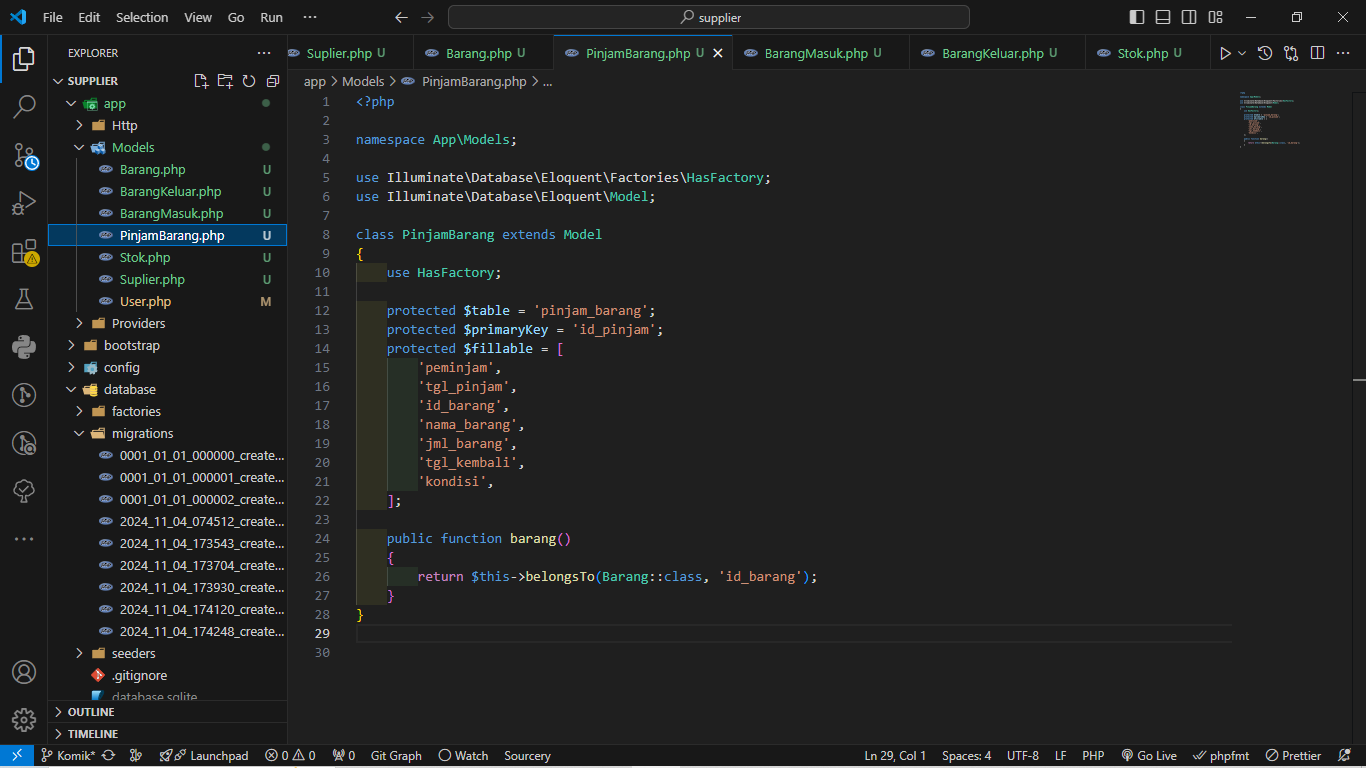 File Edit Selection View Go Run ··· supplier
EXPLORER ···
Suplier.php U Barang.php U PinjamBarang.php U BarangMasuk.php U BarangKeluar.php U Stok.php U
SUPPLIER
app
Http
Models
Barang.php U
BarangKeluar.php U
BarangMasuk.php U
PinjamBarang.php U
Stok.php U
Suplier.php U
User.php M
Providers
bootstrap
config
database
factories
migrations
0001_01_01_000000_create...
0001_01_01_000001_create...
0001_01_01_000002_create...
2024_11_04_074512_create...
2024_11_04_173543_create...
2024_11_04_173704_create...
2024_11_04_173930_create...
2024_11_04_174120_create...
2024_11_04_174248_create...
seeders
.gitignore
database.sqlite
OUTLINE
TIMELINE
app > Models > PinjamBarang.php > ...
1 <?php
2
3 namespace App\Models;
4
5 use Illuminate\Database\Eloquent\Factories\HasFactory;
6 use Illuminate\Database\Eloquent\Model;
7
8 class PinjamBarang extends Model
9 {
10 use HasFactory;
11
12 protected $table = 'pinjam_barang';
13 protected $primaryKey = 'id_pinjam';
14 protected $fillable = [
15 'peminjam',
16 'tgl_pinjam',
17 'id_barang',
18 'nama_barang',
19 'jml_barang',
20 'tgl_kembali',
21 'kondisi',
22 ];
23
24 public function barang()
25 {
26 return $this->belongsTo(Barang::class, 'id_barang');
27 }
28 }
29
30
Komik* Launchpad 0 0 0 Git Graph Watch Sourcery Ln 29, Col 1 Spaces: 4 UTF-8 LF PHP Go Live phpfmt Prettier